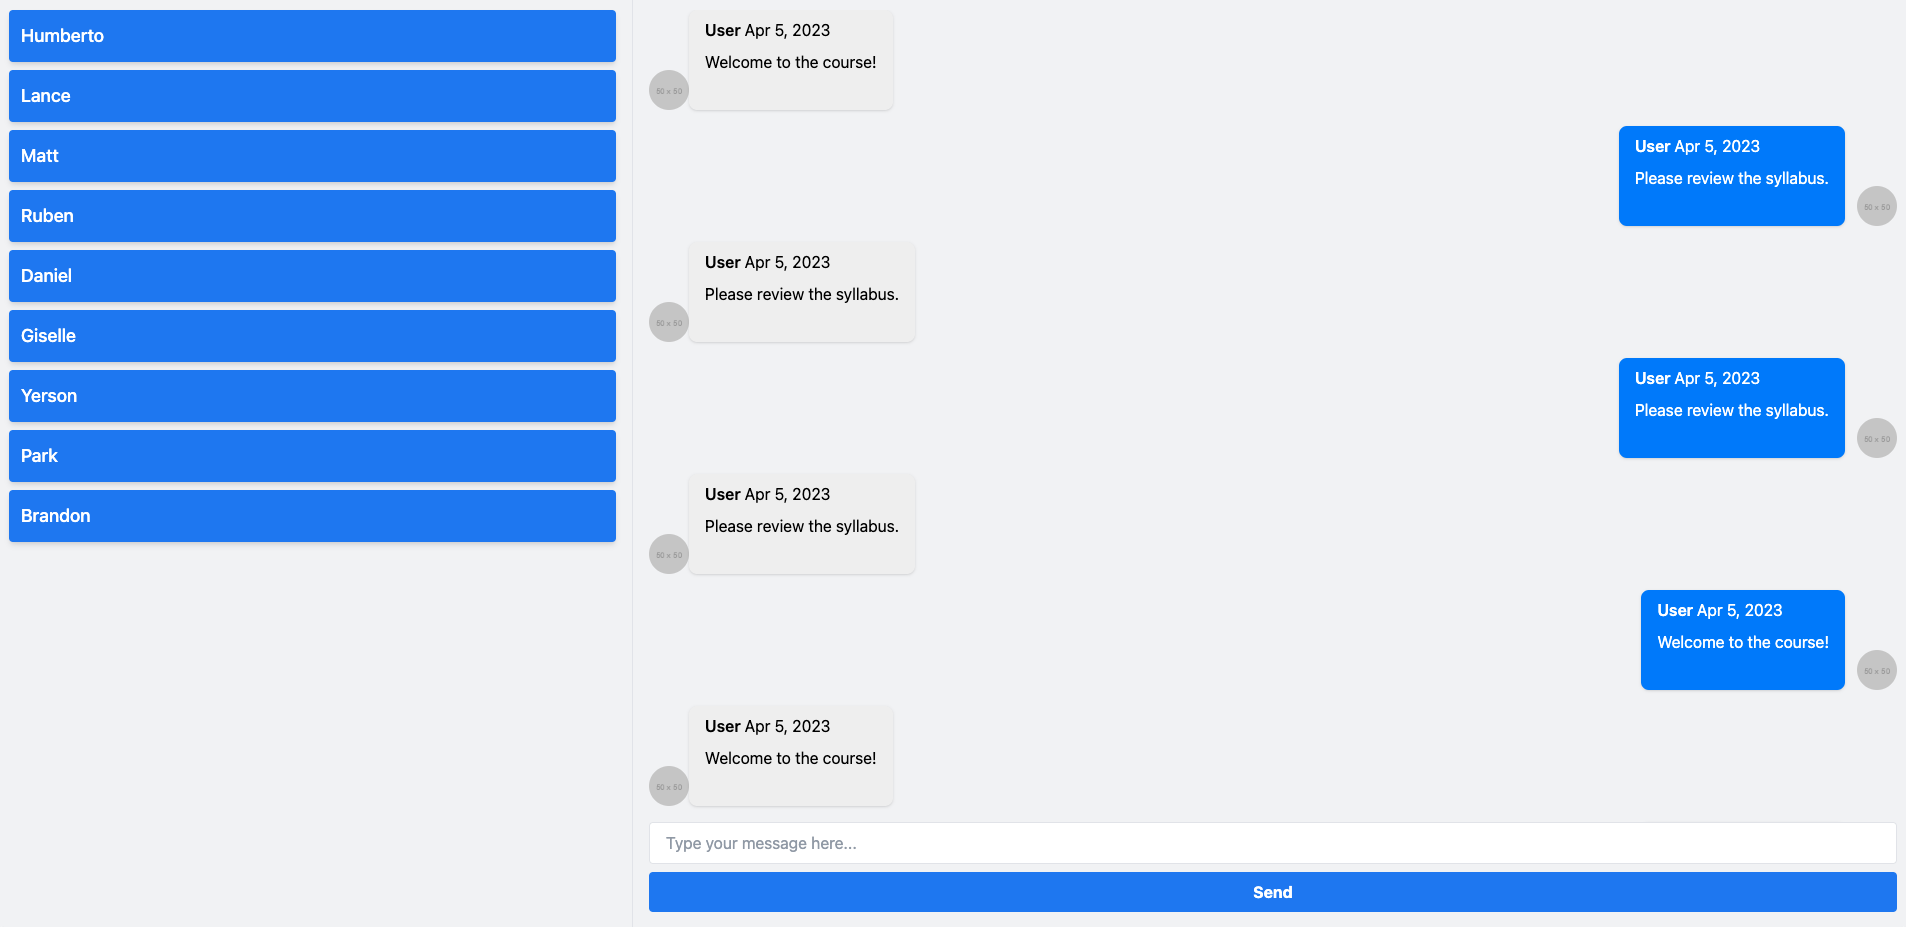 Humberto
Lance
Matt
Ruben
Daniel
Giselle
Yerson
Park
Brandon
User Apr 5, 2023
Welcome to the course!
50 x 50
User Apr 5, 2023
Please review the syllabus.
50 x 50
User Apr 5, 2023
Please review the syllabus.
50 x 50
User Apr 5, 2023
Please review the syllabus.
50 x 50
User Apr 5, 2023
Please review the syllabus.
50 x 50
User Apr 5, 2023
Welcome to the course!
50 x 50
User Apr 5, 2023
Welcome to the course!
50 x 50
Type your message here...
Send